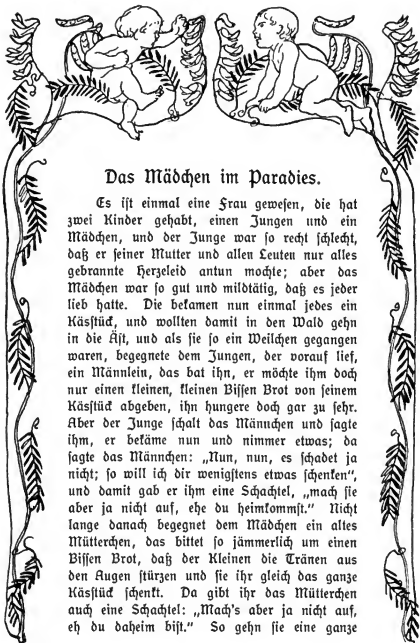 Das Mädchen im Paradies.
Es ist einmal eine Frau gewesen, die hat
zwei Kinder gehabt, einen Jungen und ein
Mädchen, und der Junge war so recht schlecht,
daß er seiner Mutter und allen Leuten nur alles
gebrannte Herzeleid antun mochte; aber das
Mädchen war so gut und mildtätig, daß es jeder
lieb hatte. Die bekamen nun einmal jedes ein
Kässtück, und wollten damit in den Wald gehn
in die Äst, und als sie so ein Weilchen gegangen
waren, begegnete dem Jungen, der vorauf lief,
ein Männlein, das bat ihn, er möchte ihm doch
nur einen kleinen, kleinen Bissen Brot von seinem
Kässtück abgeben, ihn hungere doch gar zu sehr.
Aber der Junge schalt das Männchen und sagte
ihm, er bekäme nun und nimmer etwas; da
sagte das Männchen: „Nun, nun, es schadet ja
nicht; so will ich dir wenigstens etwas schenken“,
und damit gab er ihm eine Schachtel, „mach sie
aber ja nicht auf, ehe du heimkommst.“ Nicht
lange danach begegnet dem Mädchen ein altes
Mütterchen, das bittet so jämmerlich um einen
Bissen Brot, daß der Kleinen die Tränen aus
den Augen stürzen und sie ihr gleich das ganze
Kässtück schenkt. Da gibt ihr das Mütterchen
auch eine Schachtel: „Mach's aber ja nicht auf,
eh du daheim bist.“ So gehn sie eine ganze